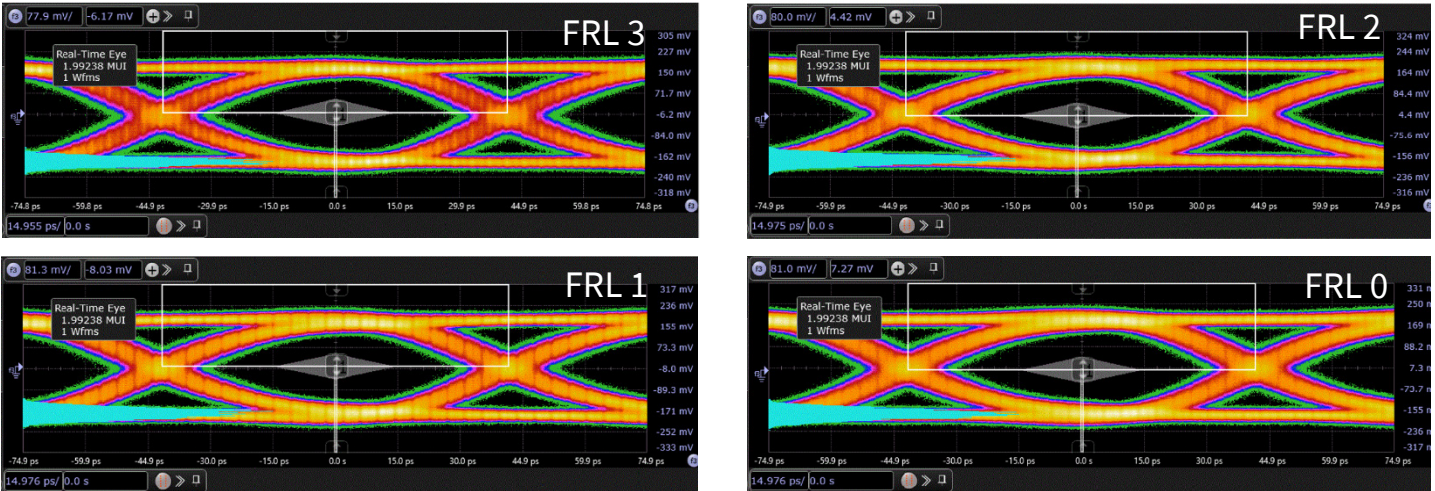 f3 77.9 mV/ -6.17 mV
FRL 3
Real-Time Eye
1.99238 MUI
1 Wfms
305 mV
227 mV
150 mV
71.7 mV
-6.2 mV
-84.0 mV
-162 mV
-240 mV
-318 mV
-74.8 ps -59.8 ps -44.9 ps -29.9 ps -15.0 ps 0.0 s 15.0 ps 29.9 ps 44.9 ps 59.8 ps 74.8 ps f3
14.955 ps/ 0.0 s
f3 80.0 mV/ 4.42 mV
FRL 2
Real-Time Eye
1.99238 MUI
1 Wfms
324 mV
244 mV
164 mV
84.4 mV
4.4 mV
-75.6 mV
-156 mV
-236 mV
-316 mV
-74.9 ps -59.9 ps -44.9 ps -30.0 ps -15.0 ps 0.0 s 15.0 ps 30.0 ps 44.9 ps 59.9 ps 74.9 ps
14.975 ps/ 0.0 s
f3 81.3 mV/ -8.03 mV
FRL 1
Real-Time Eye
1.99238 MUI
1 Wfms
317 mV
236 mV
155 mV
73.3 mV
-8.0 mV
-89.3 mV
-171 mV
-252 mV
-333 mV
-74.9 ps -59.9 ps -44.9 ps -30.0 ps -15.0 ps 0.0 s 15.0 ps 30.0 ps 44.9 ps 59.9 ps 74.9 ps f3
14.976 ps/ 0.0 s
f3 81.0 mV/ 7.27 mV
FRL 0
Real-Time Eye
1.99238 MUI
1 Wfms
331 m
250 m
169 m
88.2 m
7.3 m
-73.7 m
-155 m
-236 m
-317 m
-74.9 ps -59.9 ps -44.9 ps -30.0 ps -15.0 ps 0.0 s 15.0 ps 30.0 ps 44.9 ps 59.9 ps 74.9 ps
14.976 ps/ 0.0 s